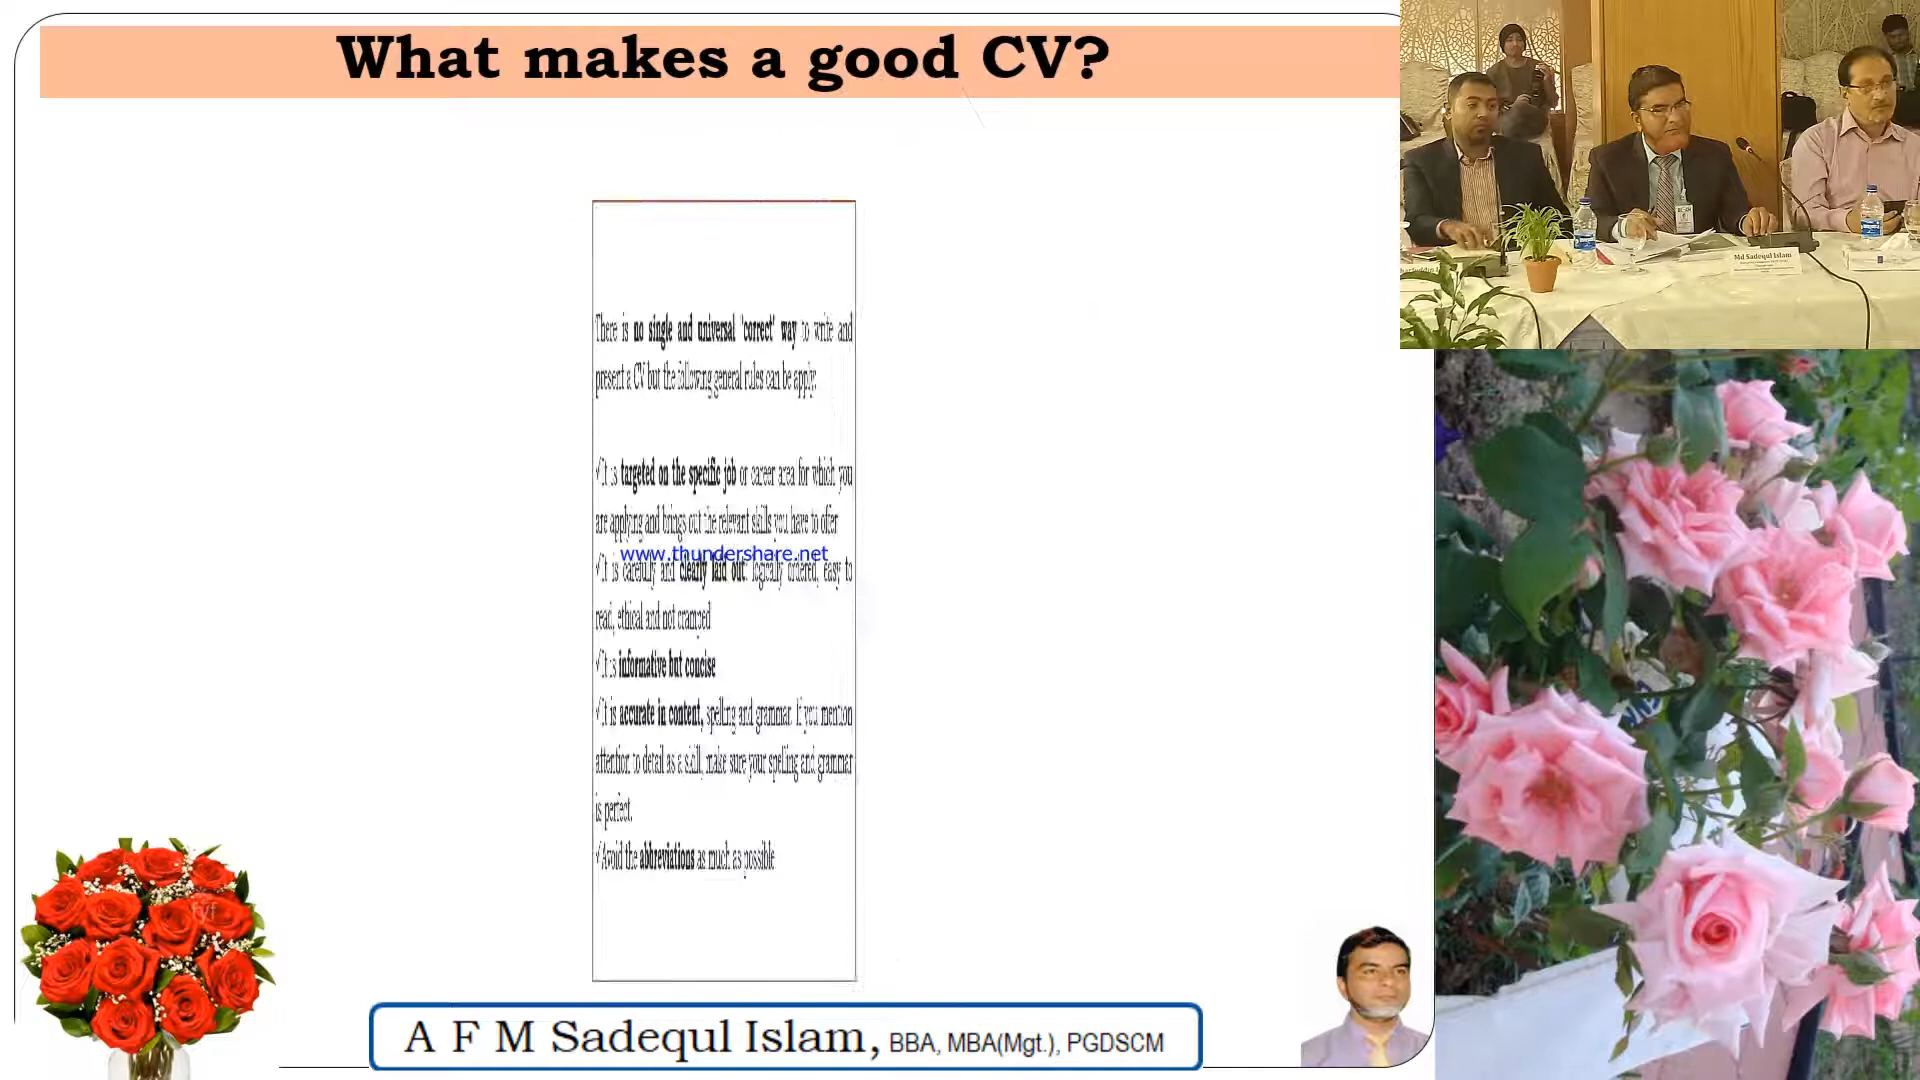 What makes a good CV?
There is no single and universal 'correct' way to write and
present a CV but the following general rules can be apply:
✓It is targeted on the specific job or career area for which you
are applying and brings out the relevant skills you have to offer
www.thundershare.net
✓It is carefully and clearly laid out: logically ordered, easy to
read, ethical and not cramped
✓It is informative but concise
✓It is accurate in content, spelling and grammar. If you mention
attention to detail as a skill, make sure your spelling and grammar
is perfect.
✓Avoid the abbreviations as much as possible
A F M Sadequl Islam, BBA, MBA(Mgt.), PGDSCM
Md Sadequl Islam
fyf